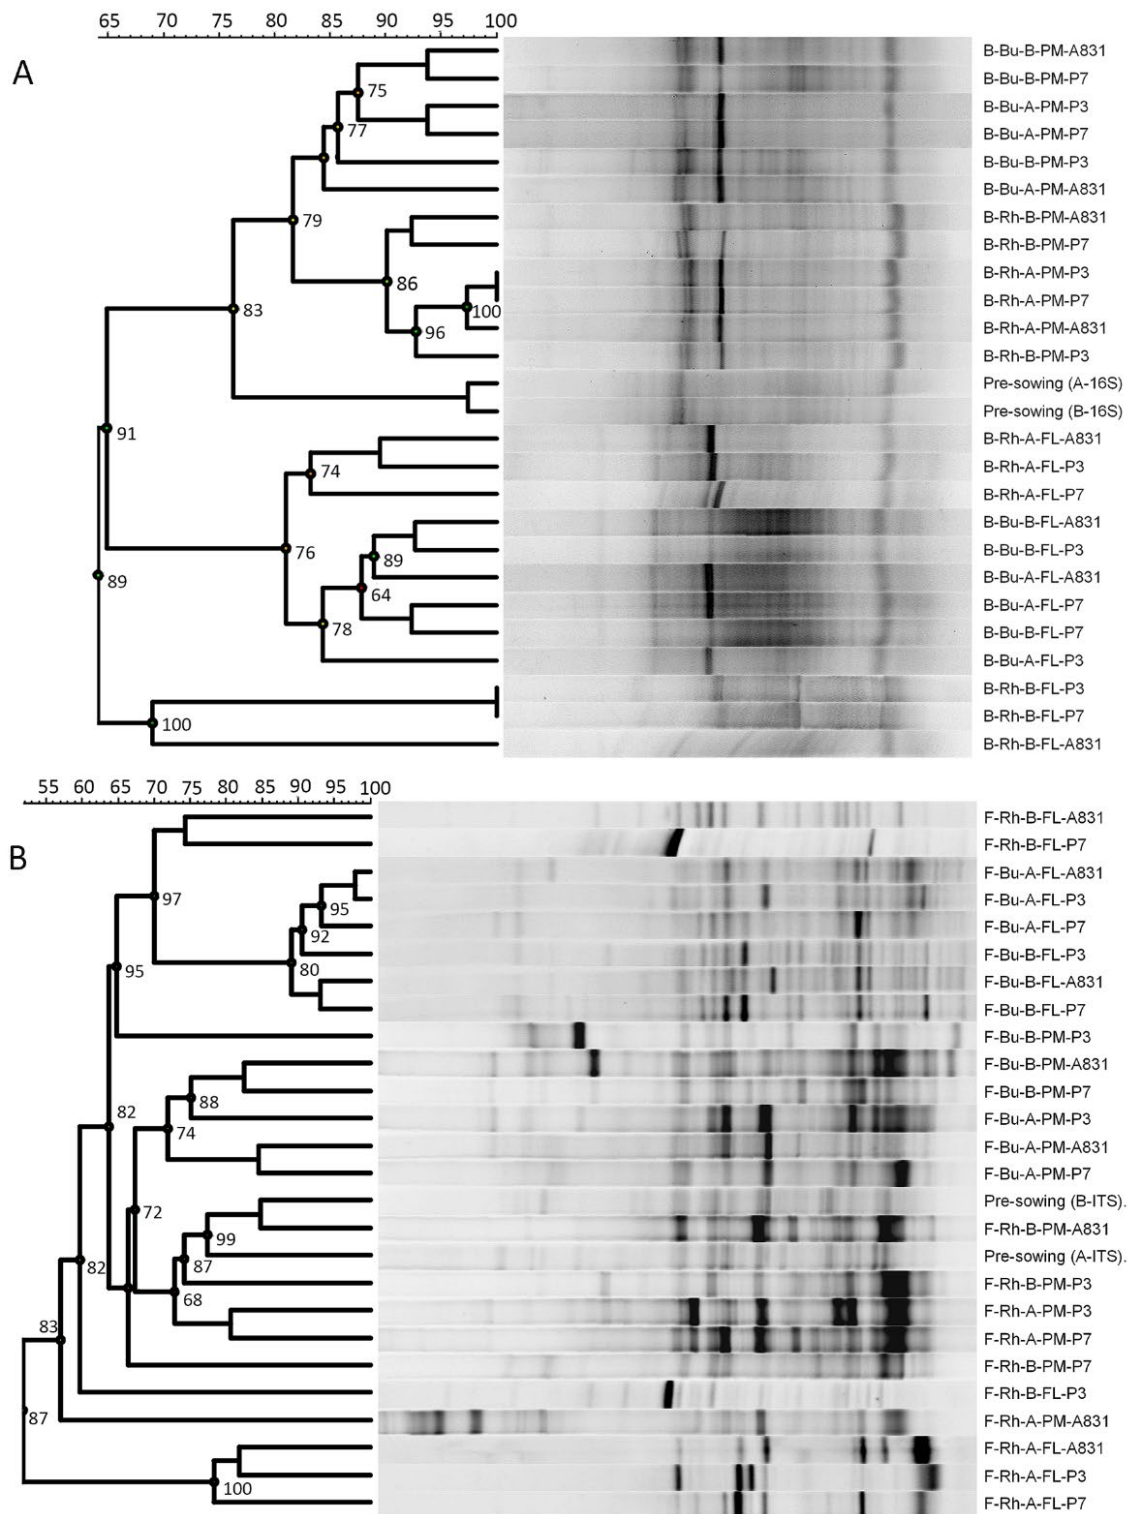 65 70 75 80 85 90 95 100
A
B-Bu-B-PM-A831
B-Bu-B-PM-P7
75
B-Bu-A-PM-P3
77
B-Bu-A-PM-P7
B-Bu-B-PM-P3
B-Bu-A-PM-A831
79
B-Rh-B-PM-A831
B-Rh-B-PM-P7
B-Rh-A-PM-P3
86
B-Rh-A-PM-P7
100
83
B-Rh-A-PM-A831
96
B-Rh-B-PM-P3
Pre-sowing (A-16S)
Pre-sowing (B-16S)
91
B-Rh-A-FL-A831
74
B-Rh-A-FL-P3
B-Rh-A-FL-P7
B-Bu-B-FL-A831
76
B-Bu-B-FL-P3
89
89
B-Bu-A-FL-A831
64
B-Bu-A-FL-P7
78
B-Bu-B-FL-P7
B-Bu-A-FL-P3
B-Rh-B-FL-P3
100
B-Rh-B-FL-P7
B-Rh-B-FL-A831
55 60 65 70 75 80 85 90 95 100
F-Rh-B-FL-A831
B
F-Rh-B-FL-P7
F-Bu-A-FL-A831
97
F-Bu-A-FL-P3
95
F-Bu-A-FL-P7
92
F-Bu-B-FL-P3
95
80
F-Bu-B-FL-A831
F-Bu-B-FL-P7
F-Bu-B-PM-P3
F-Bu-B-PM-A831
F-Bu-B-PM-P7
88
82
F-Bu-A-PM-P3
74
F-Bu-A-PM-A831
F-Bu-A-PM-P7
Pre-sowing (B-ITS).
72
F-Rh-B-PM-A831
99
Pre-sowing (A-ITS).
82
87
F-Rh-B-PM-P3
68
F-Rh-A-PM-P3
83
F-Rh-A-PM-P7
F-Rh-B-PM-P7
F-Rh-B-FL-P3
87
F-Rh-A-PM-A831
F-Rh-A-FL-A831
F-Rh-A-FL-P3
100
F-Rh-A-FL-P7